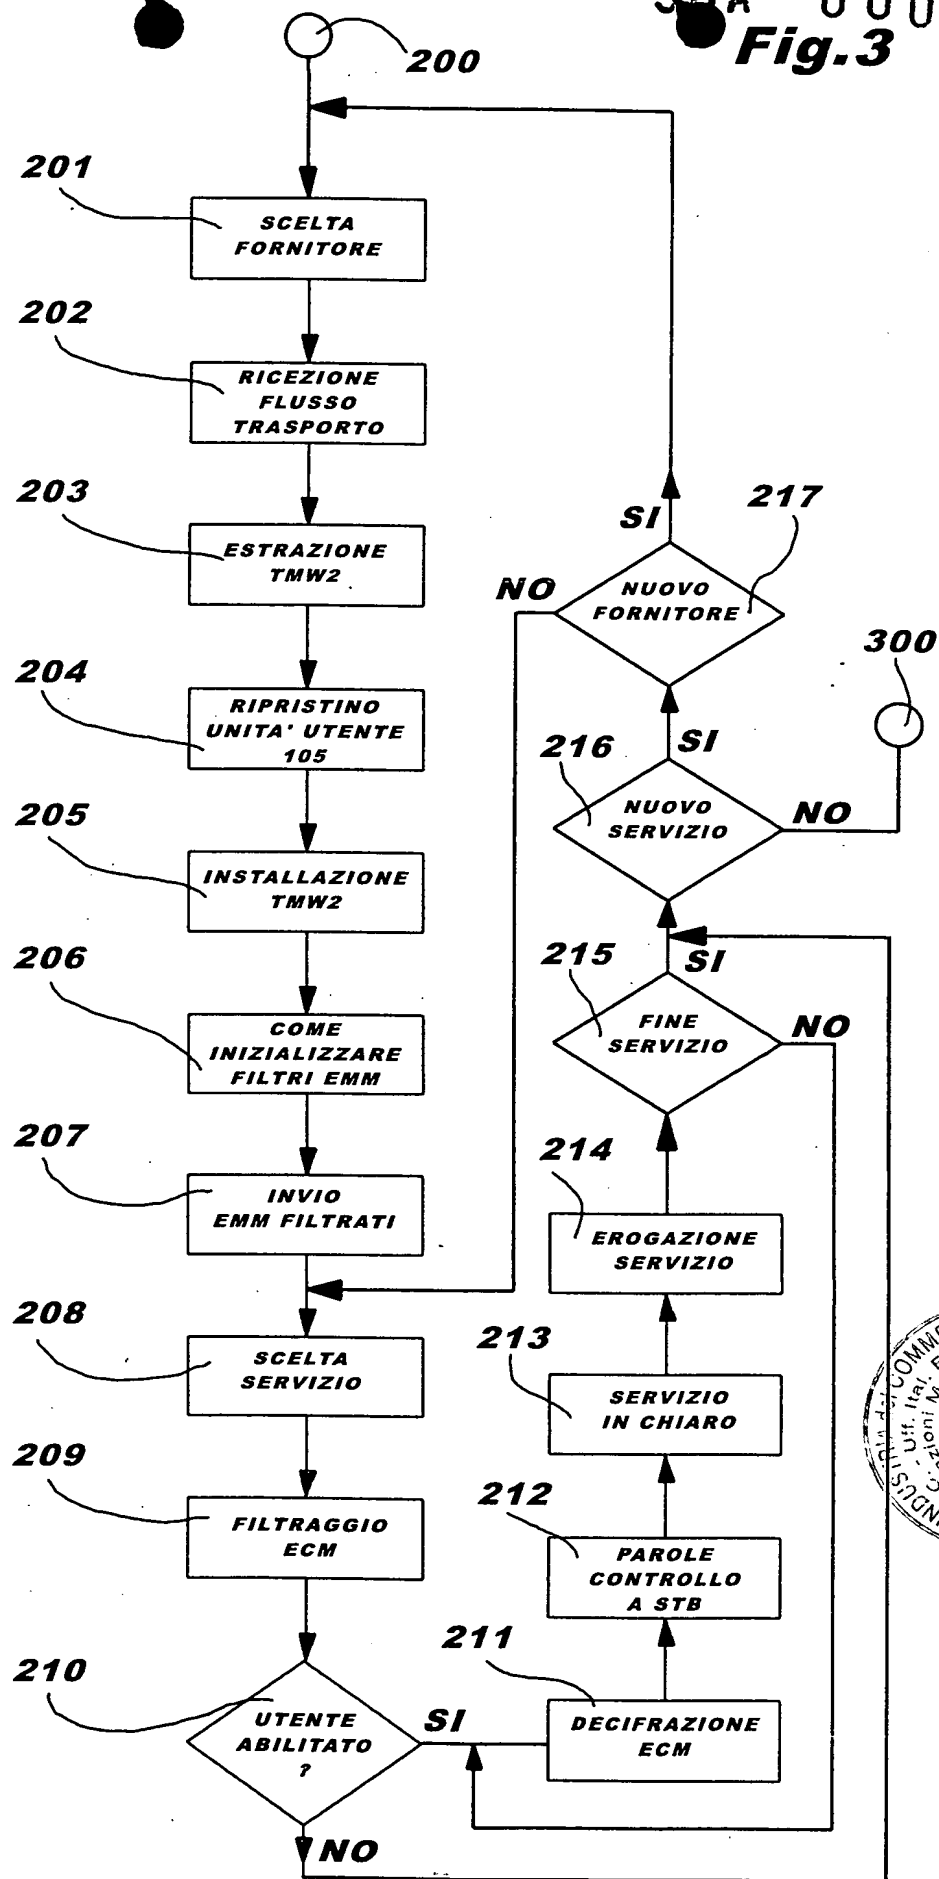 Fig.3
200
201
SCELTA
FORNITORE
202
RICEZIONE
FLUSSO
TRASPORTO
203
ESTRAZIONE
TMW2
204
RIPRISTINO
UNITA' UTENTE
105
205
INSTALLAZIONE
TMW2
206
COME
INIZIALIZZARE
FILTRI EMM
207
INVIO
EMM FILTRATI
208
SCELTA
SERVIZIO
209
FILTRAGGIO
ECM
210
UTENTE
ABILITATO
?
SI
NO
211
DECIFRAZIONE
ECM
212
PAROLE
CONTROLLO
A STB
213
SERVIZIO
IN CHIARO
214
EROGAZIONE
SERVIZIO
215
FINE
SERVIZIO
SI
NO
216
NUOVO
SERVIZIO
SI
NO
300
217
NUOVO
FORNITORE
SI
NO